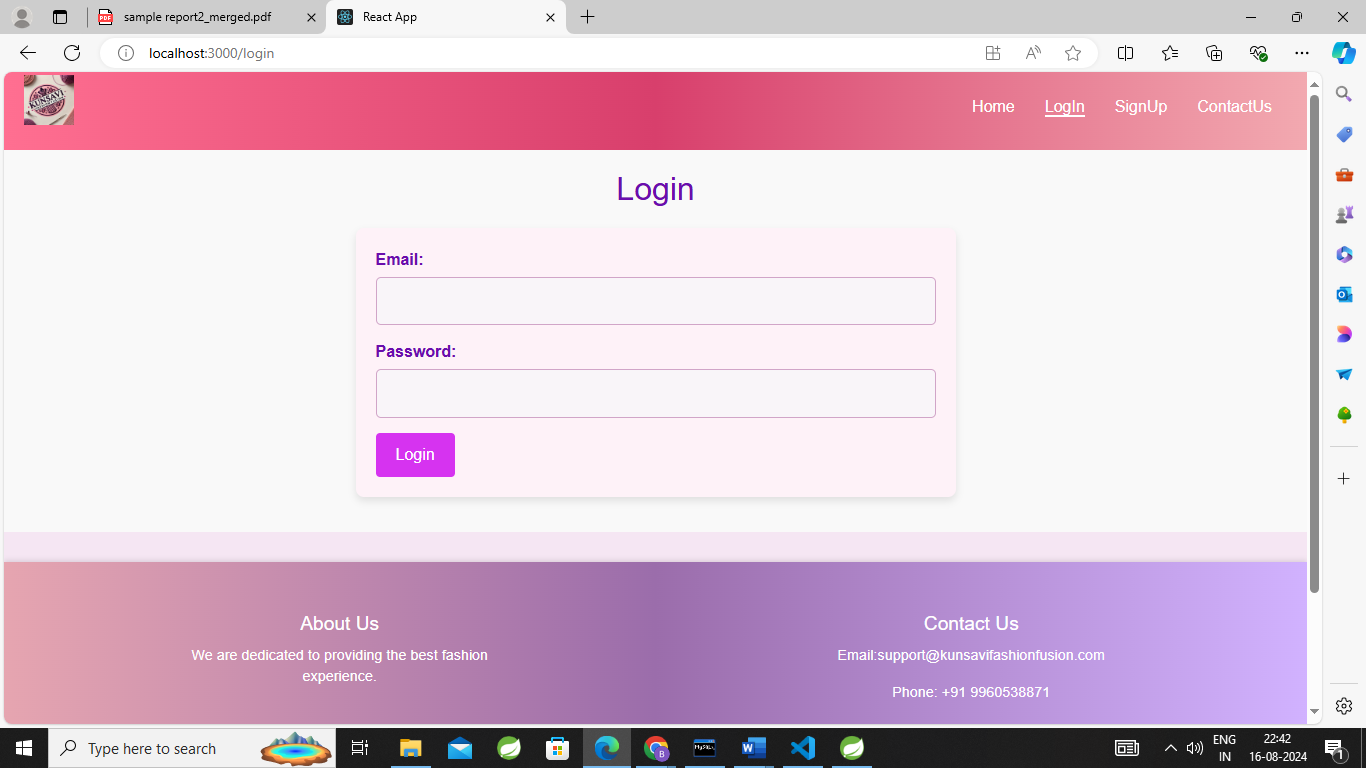 sample report2_merged.pdf
React App
localhost:3000/login
KUNSAVI
Home LogIn SignUp ContactUs
Login
Email:
Password:
Login
About Us
We are dedicated to providing the best fashion
experience.
Contact Us
Email:support@kunsavifashionfusion.com
Phone: +91 9960538871
Type here to search
ENG
IN
22:42
16-08-2024
1